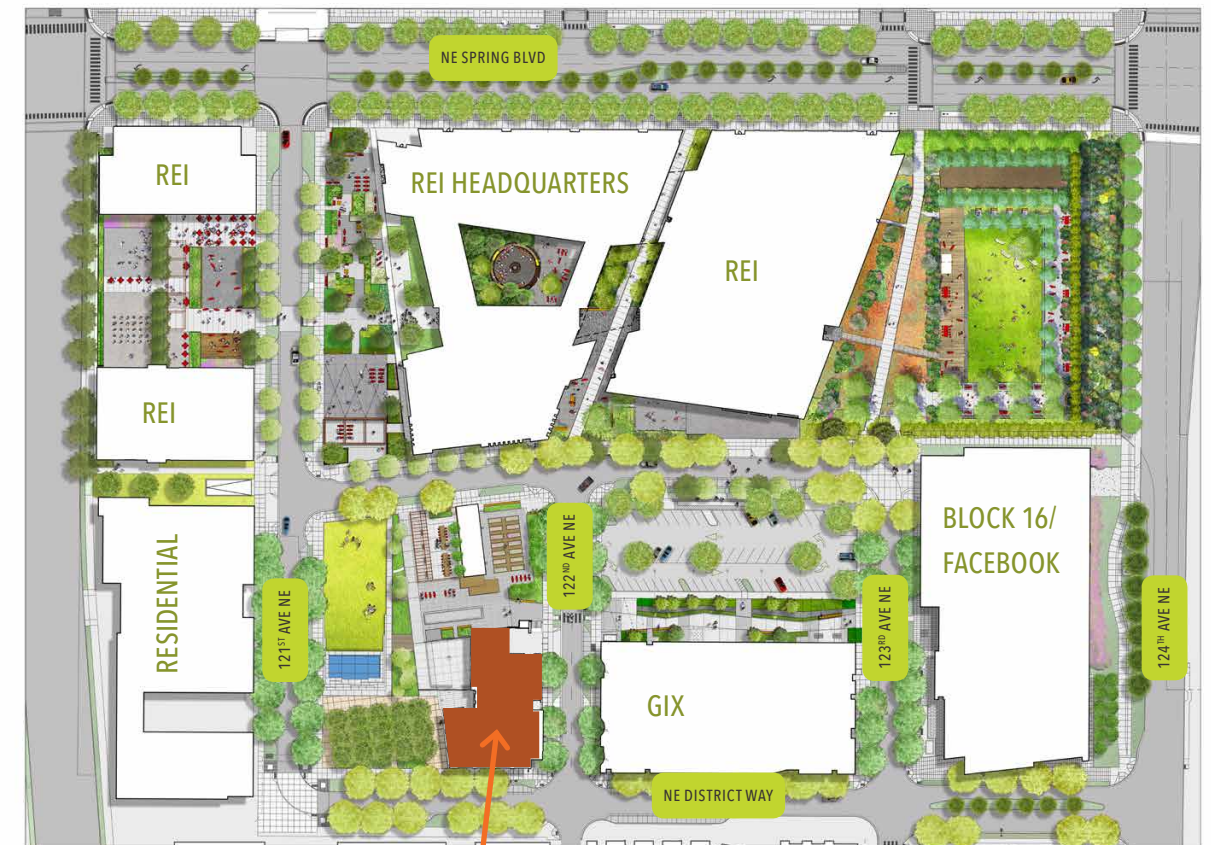 NE SPRING BLVD
REI
REI HEADQUARTERS
REI
REI
BLOCK 16/
FACEBOOK
RESIDENTIAL
121ST AVE NE
122ND AVE NE
123RD AVE NE
124TH AVE NE
GIX
NE DISTRICT WAY